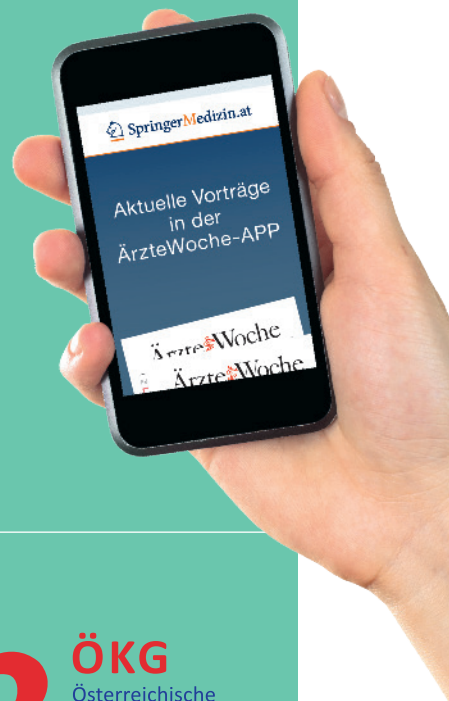 SpringerMedizin.at
Aktuelle Vorträge
in der
ÄrzteWoche-APP
ÄrzteWoche
ÄrzteWoche
ÖKG
Österreichische